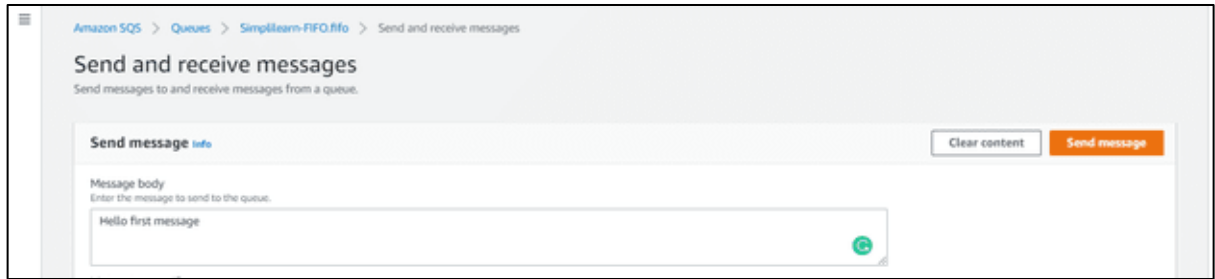 Amazon SQS > Queues > Simplilearn-FIFO.fifo > Send and receive messages
Send and receive messages
Send messages to and receive messages from a queue.
Send message Info
Clear content
Send message
Message body
Enter the message to send to the queue.
Hello first message